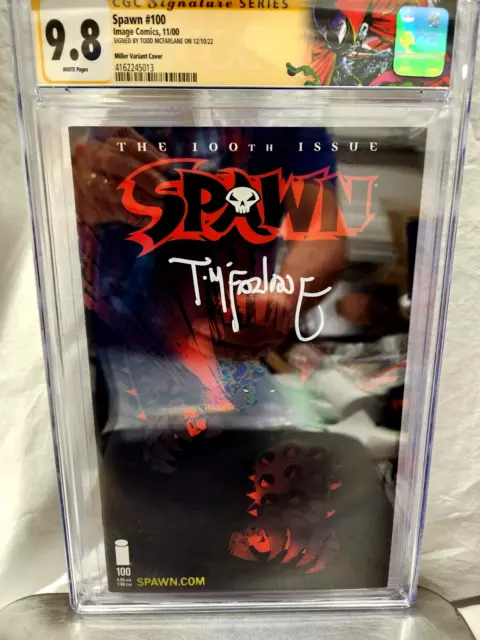 CGC Signature SERIES
9.8
WHITE Pages
Spawn #100
Image Comics, 11/00
SIGNED BY TODD MCFARLANE ON 12/10/22
Miller Variant Cover
4162245013
THE 100TH ISSUE
SPAWN
T.McFarlane
100
SPAWN.COM